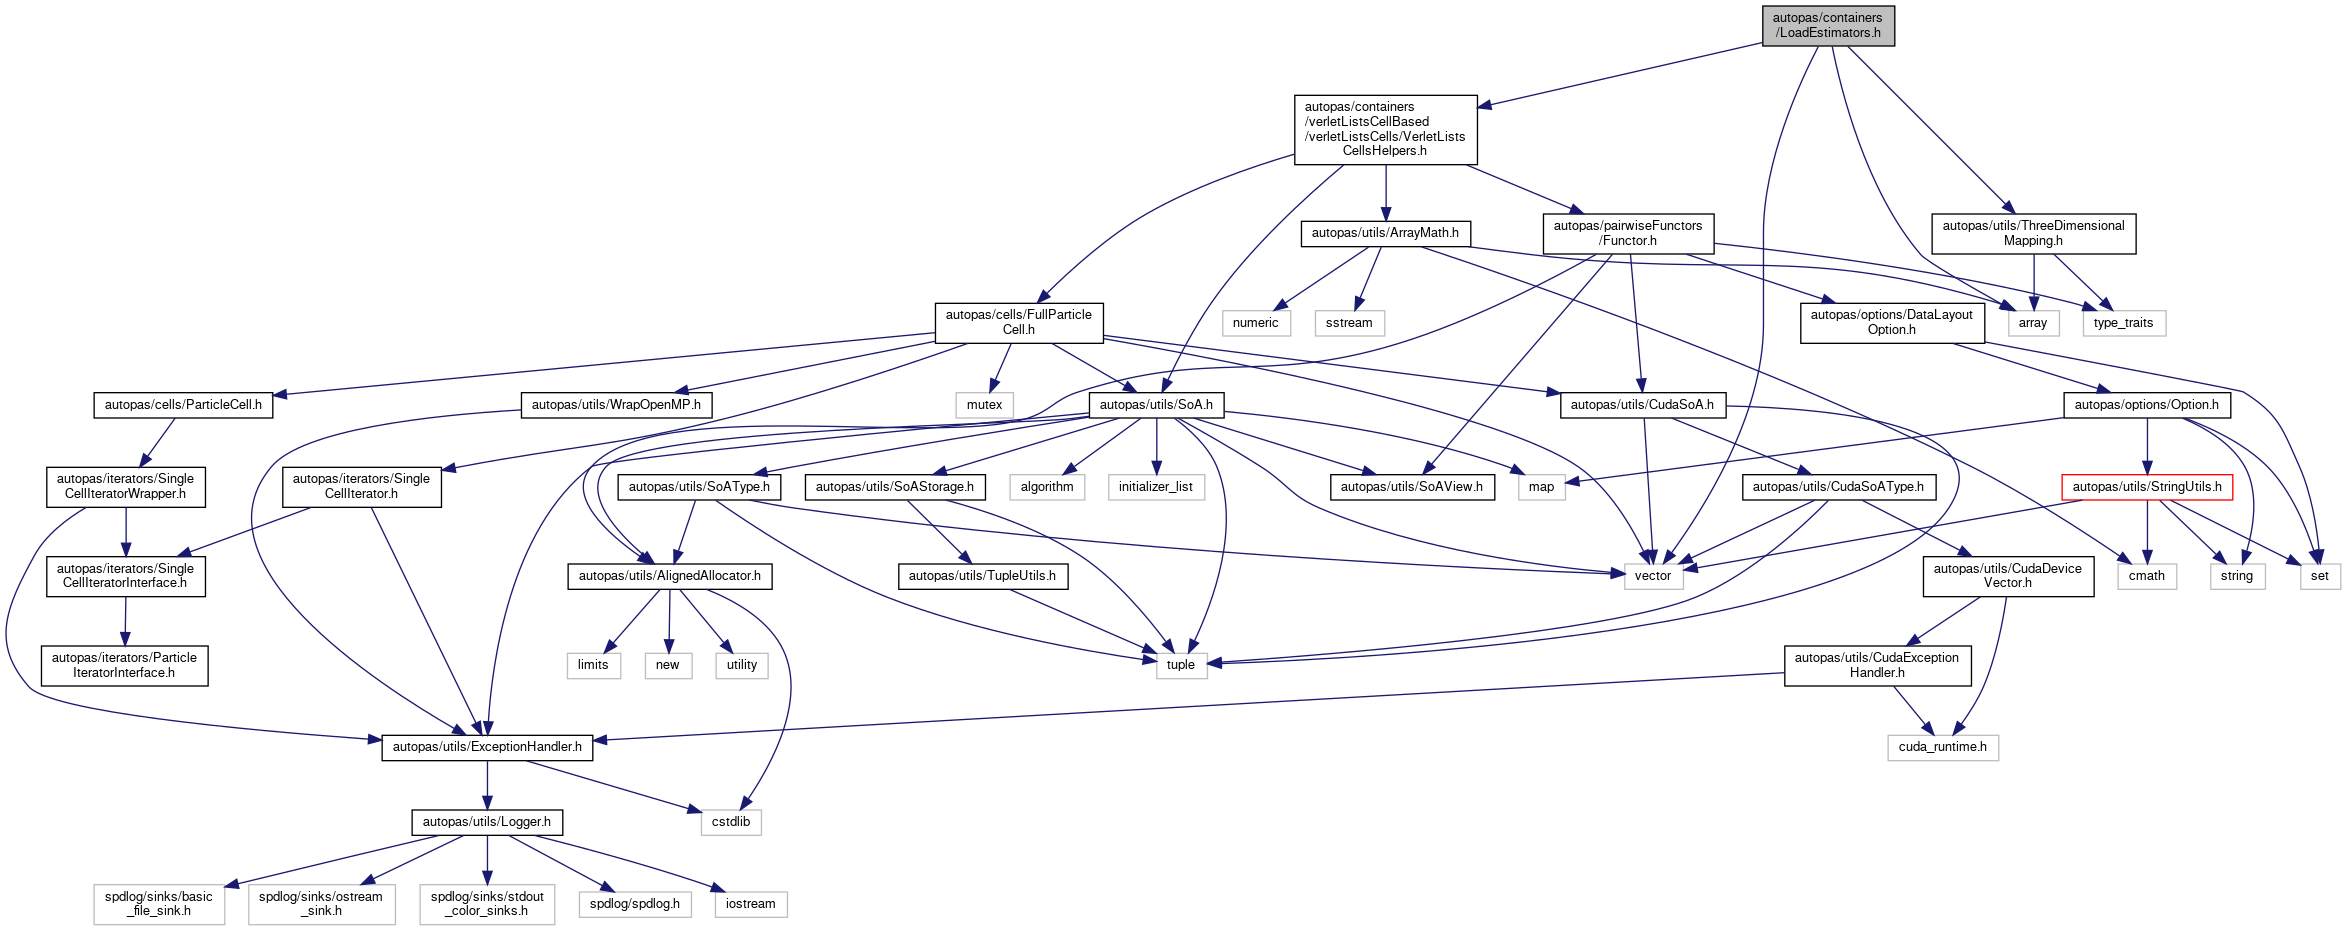 autopas/containers
/LoadEstimators.h
autopas/containers
/verletListsCellBased
/verletListsCells/VerletLists
CellsHelpers.h
autopas/utils/ArrayMath.h
autopas/pairwiseFunctors
/Functor.h
autopas/utils/ThreeDimensional
Mapping.h
autopas/cells/FullParticle
Cell.h
numeric
sstream
autopas/options/DataLayout
Option.h
array
type_traits
autopas/cells/ParticleCell.h
autopas/utils/WrapOpenMP.h
mutex
autopas/utils/SoA.h
autopas/utils/CudaSoA.h
autopas/options/Option.h
autopas/iterators/Single
CellIteratorWrapper.h
autopas/iterators/Single
CellIterator.h
autopas/utils/SoAType.h
autopas/utils/SoAStorage.h
algorithm
initializer_list
autopas/utils/SoAView.h
map
autopas/utils/CudaSoAType.h
autopas/utils/StringUtils.h
autopas/iterators/Single
CellIteratorInterface.h
autopas/utils/AlignedAllocator.h
autopas/utils/TupleUtils.h
vector
autopas/utils/CudaDevice
Vector.h
cmath
string
set
autopas/iterators/Particle
IteratorInterface.h
limits
new
utility
tuple
autopas/utils/CudaException
Handler.h
autopas/utils/ExceptionHandler.h
cuda_runtime.h
autopas/utils/Logger.h
cstdlib
spdlog/sinks/basic
_file_sink.h
spdlog/sinks/ostream
_sink.h
spdlog/sinks/stdout
_color_sinks.h
spdlog/spdlog.h
iostream